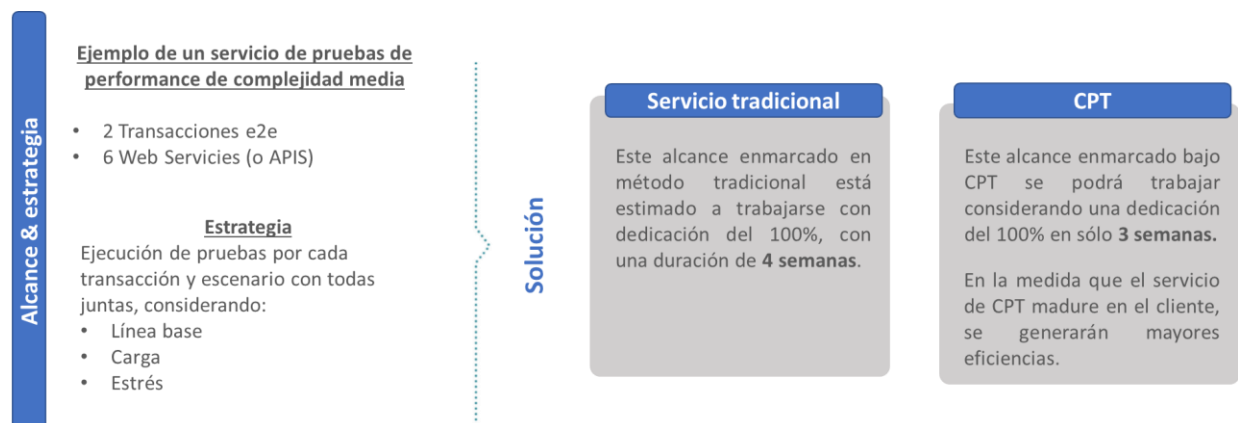 Alcance & estrategia
Ejemplo de un servicio de pruebas de
performance de complejidad media
• 2 Transacciones e2e
• 6 Web Servicies (o APIS)
Estrategia
Ejecución de pruebas por cada
transacción y escenario con todas
juntas, considerando:
• Línea base
• Carga
• Estrés
Solución
Servicio tradicional
Este alcance enmarcado en
método tradicional está
estimado a trabajarse con
dedicación del 100%, con
una duración de 4 semanas.
CPT
Este alcance enmarcado bajo
CPT se podrá trabajar
considerando una dedicación
del 100% en sólo 3 semanas.
En la medida que el servicio
de CPT madure en el cliente,
se generarán mayores
eficiencias.